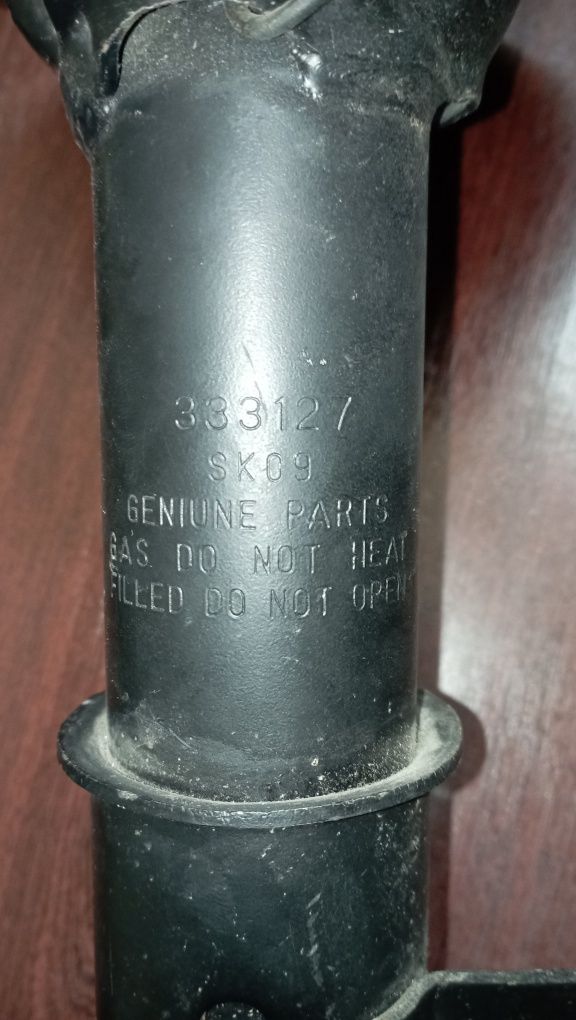 333127
SK09
GENIUNE PARTS
GAS DO NOT HEAT
FILLED DO NOT OPEN